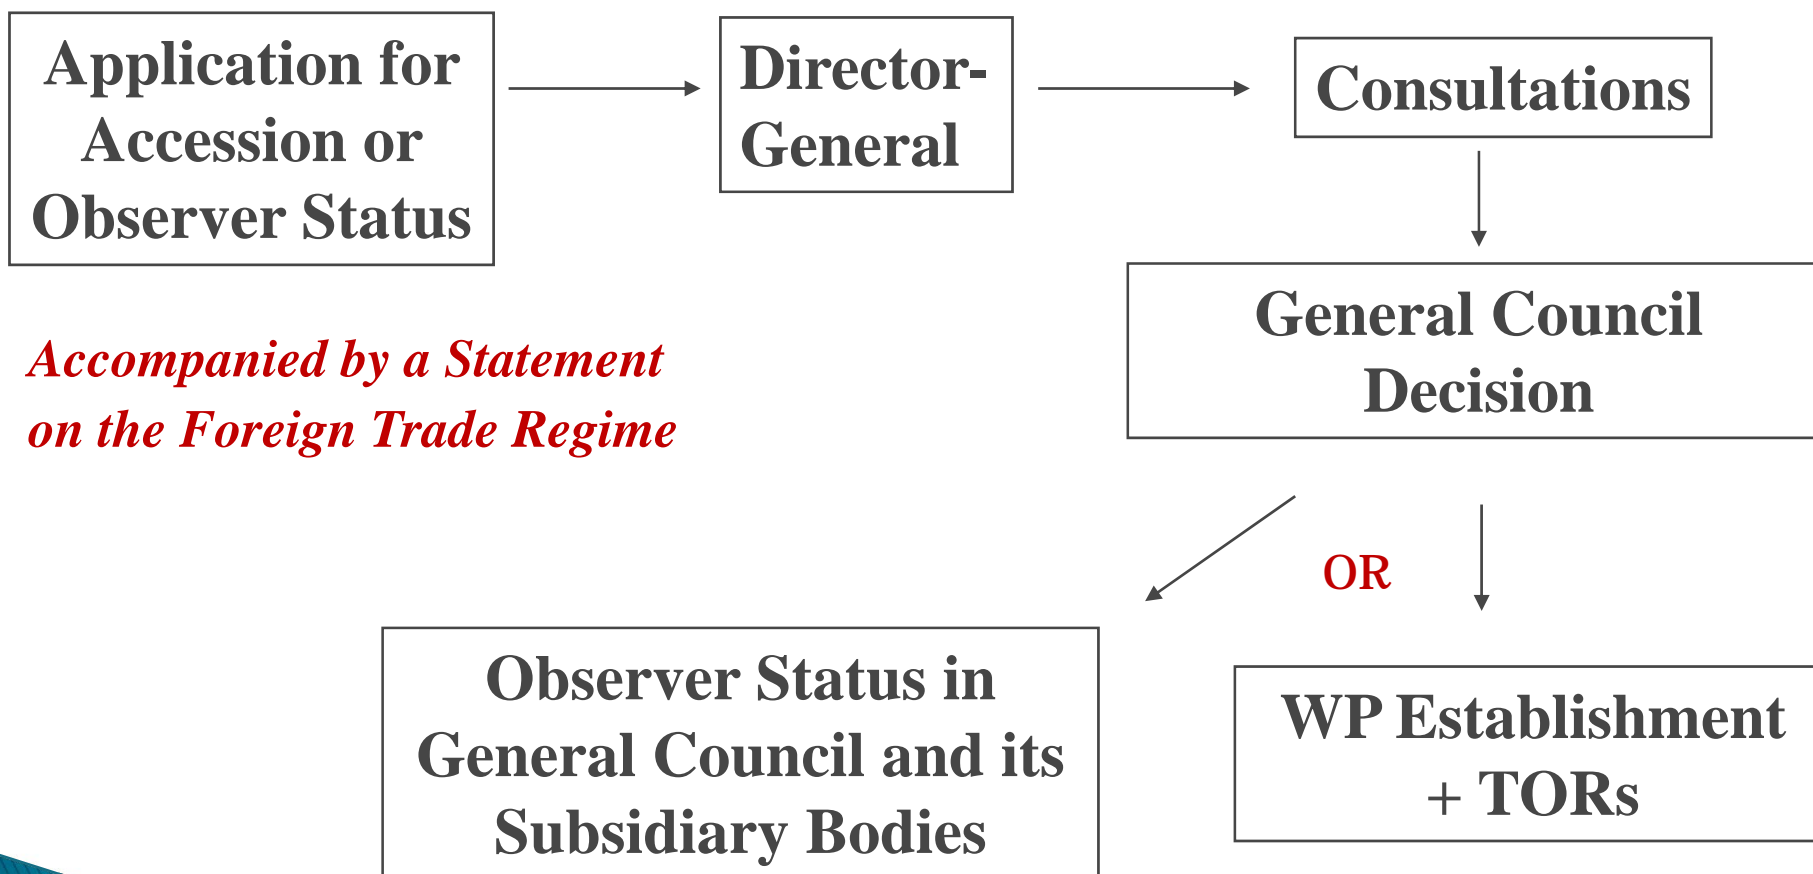 Application for
Accession or
Observer Status
Director-
General
Consultations
Accompanied by a Statement
on the Foreign Trade Regime
General Council
Decision
OR
Observer Status in
General Council and its
Subsidiary Bodies
WP Establishment
+ TORs